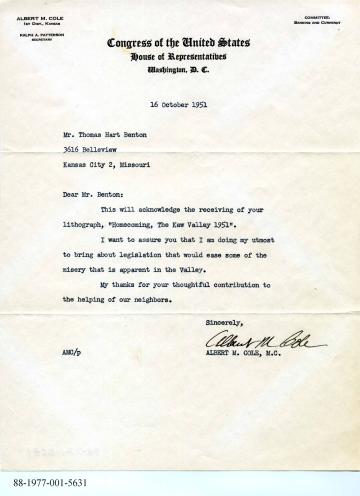 ALBERT M. COLE
1ST DIST., KANSAS
RALPH A. PATTERSON
SECRETARY
COMMITTEE:
BANKING AND CURRENCY
Congress of the United States
House of Representatives
Washington, D. C.
16 October 1951
Mr. Thomas Hart Benton
3616 Belleview
Kansas City 2, Missouri
Dear Mr. Benton:
This will acknowledge the receiving of your
lithograph, "Homecoming, The Kaw Valley 1951".
I want to assure you that I am doing my utmost
to bring about legislation that would ease some of the
misery that is apparent in the Valley.
My thanks for your thoughtful contribution to
the helping of our neighbors.
Sincerely,
Albert M Cole
AMC/p
ALBERT M. COLE, M.C.
88-1977-001-5631